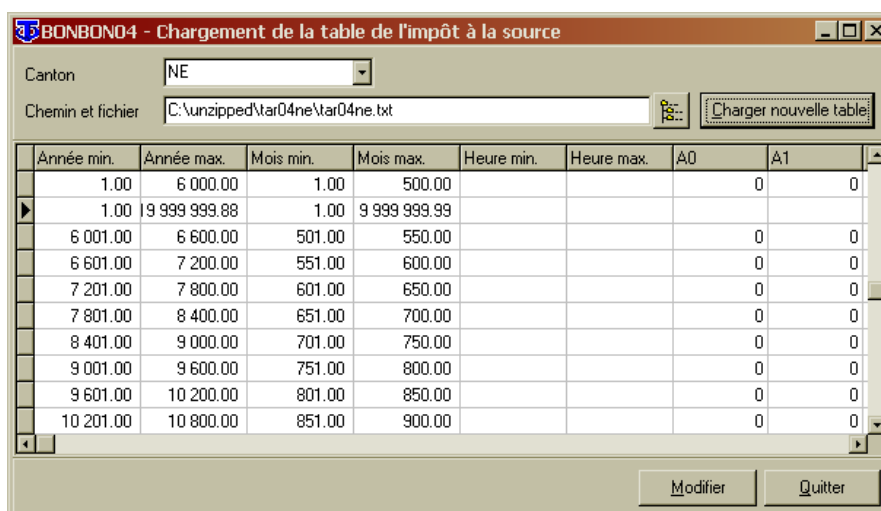 BONBON04 - Chargement de la table de l'impôt à la source
Canton NE
Chemin et fichier C:\unzipped\tar04ne\tar04ne.txt Charger nouvelle table
Année min. Année max. Mois min. Mois max. Heure min. Heure max. A0 A1
1.00 6 000.00 1.00 500.00 0 0
1.00 19 999 999.88 1.00 9 999 999.99
6 001.00 6 600.00 501.00 550.00 0 0
6 601.00 7 200.00 551.00 600.00 0 0
7 201.00 7 800.00 601.00 650.00 0 0
7 801.00 8 400.00 651.00 700.00 0 0
8 401.00 9 000.00 701.00 750.00 0 0
9 001.00 9 600.00 751.00 800.00 0 0
9 601.00 10 200.00 801.00 850.00 0 0
10 201.00 10 800.00 851.00 900.00 0 0
Modifier Quitter